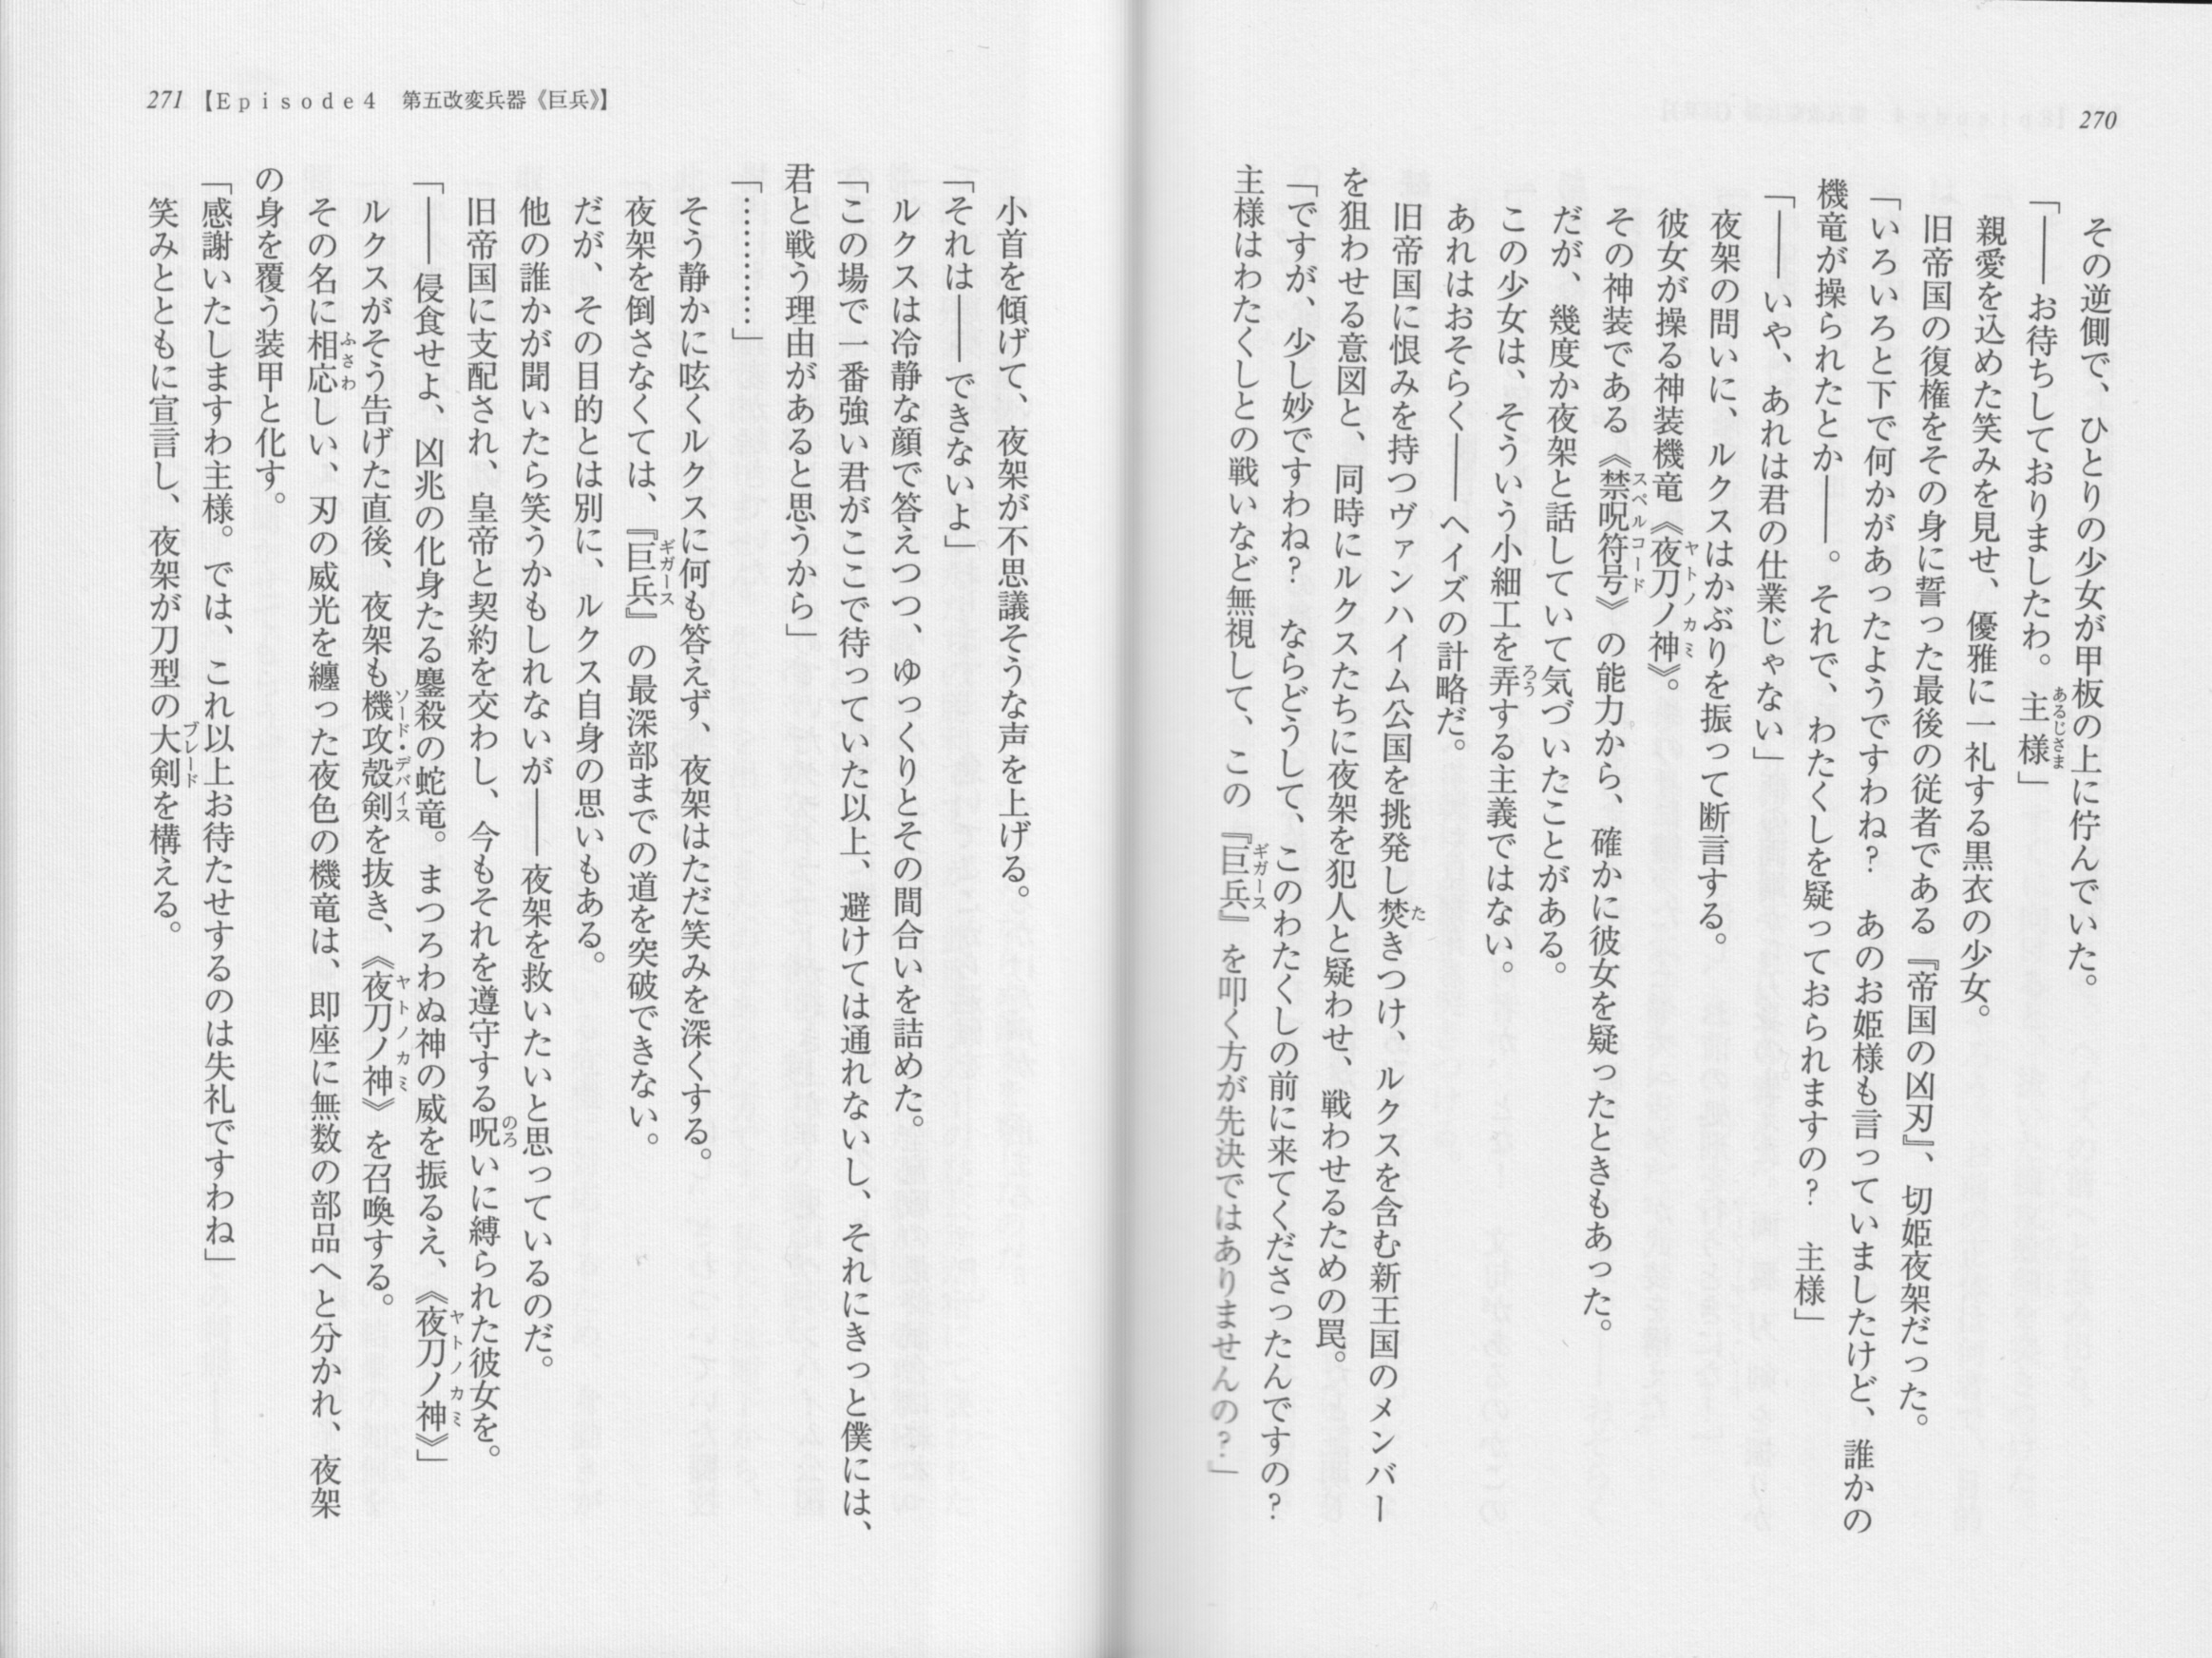 270
その逆側で、ひとりの少女が甲板の上に佇んでいた。
「――お待ちしておりましたわ。主様」
親愛を込めた笑みを見せ、優雅に一礼する黒衣の少女。
旧帝国の復権をその身に誓った最後の従者である『帝国の凶刃』、切姫夜架だった。
「いろいろと下で何かがあったようですわね？　あのお姫様も言っていましたけど、誰かの
機竜が操られたとか――。それで、わたくしを疑っておられますの？　主様」
「――いや、あれは君の仕業じゃない」
夜架の問いに、ルクスはかぶりを振って断言する。
彼女が操る神装機竜《夜刀ノ神》。
その神装である《禁呪符号》の能力から、確かに彼女を疑ったときもあった。
だが、幾度か夜架と話していて気づいたことがある。
この少女は、そういう小細工を弄する主義ではない。
あれはおそらく――ヘイズの計略だ。
旧帝国に恨みを持つヴァンハイム公国を挑発し焚きつけ、ルクスを含む新王国のメンバー
を狙わせる意図と、同時にルクスたちに夜架を犯人と疑わせ、戦わせるための罠。
「ですが、少し妙ですわね？　ならどうして、このわたくしの前に来てくださったんですの？
主様はわたくしとの戦いなど無視して、この『巨兵』を叩く方が先決ではありませんの？」
271【Episode4　第五改変兵器《巨兵》】
小首を傾げて、夜架が不思議そうな声を上げる。
「それは――できないよ」
ルクスは冷静な顔で答えつつ、ゆっくりとその間合いを詰めた。
「この場で一番強い君がここで待っていた以上、避けては通れないし、それにきっと僕には、
君と戦う理由があると思うから」
「…………」
そう静かに呟くルクスに何も答えず、夜架はただ笑みを深くする。
夜架を倒さなくては、『巨兵』の最深部までの道を突破できない。
だが、その目的とは別に、ルクス自身の思いもある。
他の誰かが聞いたら笑うかもしれないが――夜架を救いたいと思っているのだ。
旧帝国に支配され、皇帝と契約を交わし、今もそれを遵守する呪いに縛られた彼女を。
「――侵食せよ、凶兆の化身たる鏖殺の蛇竜。まつろわぬ神の威を振るえ、《夜刀ノ神》」
ルクスがそう告げた直後、夜架も機攻殻剣を抜き、《夜刀ノ神》を召喚する。
その名に相応しい、刃の威光を纏った夜色の機竜は、即座に無数の部品へと分かれ、夜架
の身を覆う装甲と化す。
「感謝いたしますわ主様。では、これ以上お待たせするのは失礼ですわね」
笑みとともに宣言し、夜架が刀型の大剣を構える。